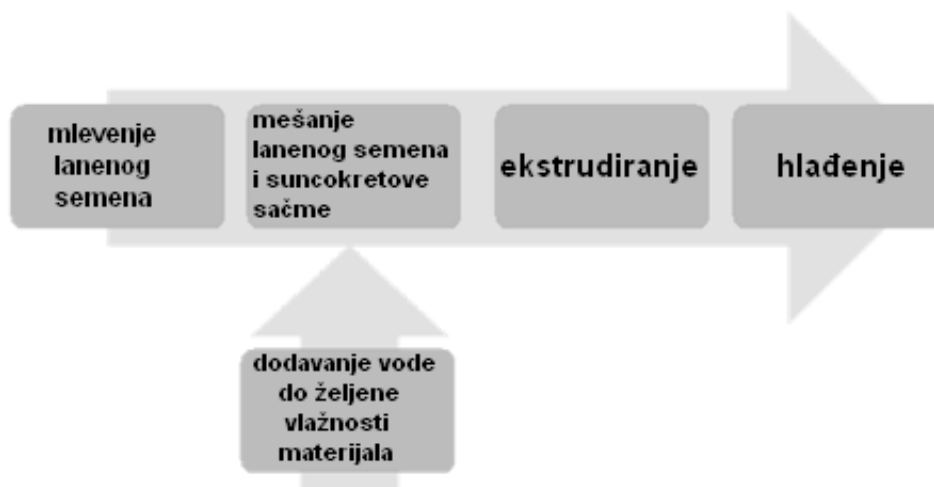 mlevenje
lanenog
semena
mešanje
lanenog semena
i suncokretove
sačme
ekstrudiranje
hlađenje
dodavanje vode
do željene
vlažnosti
materijala